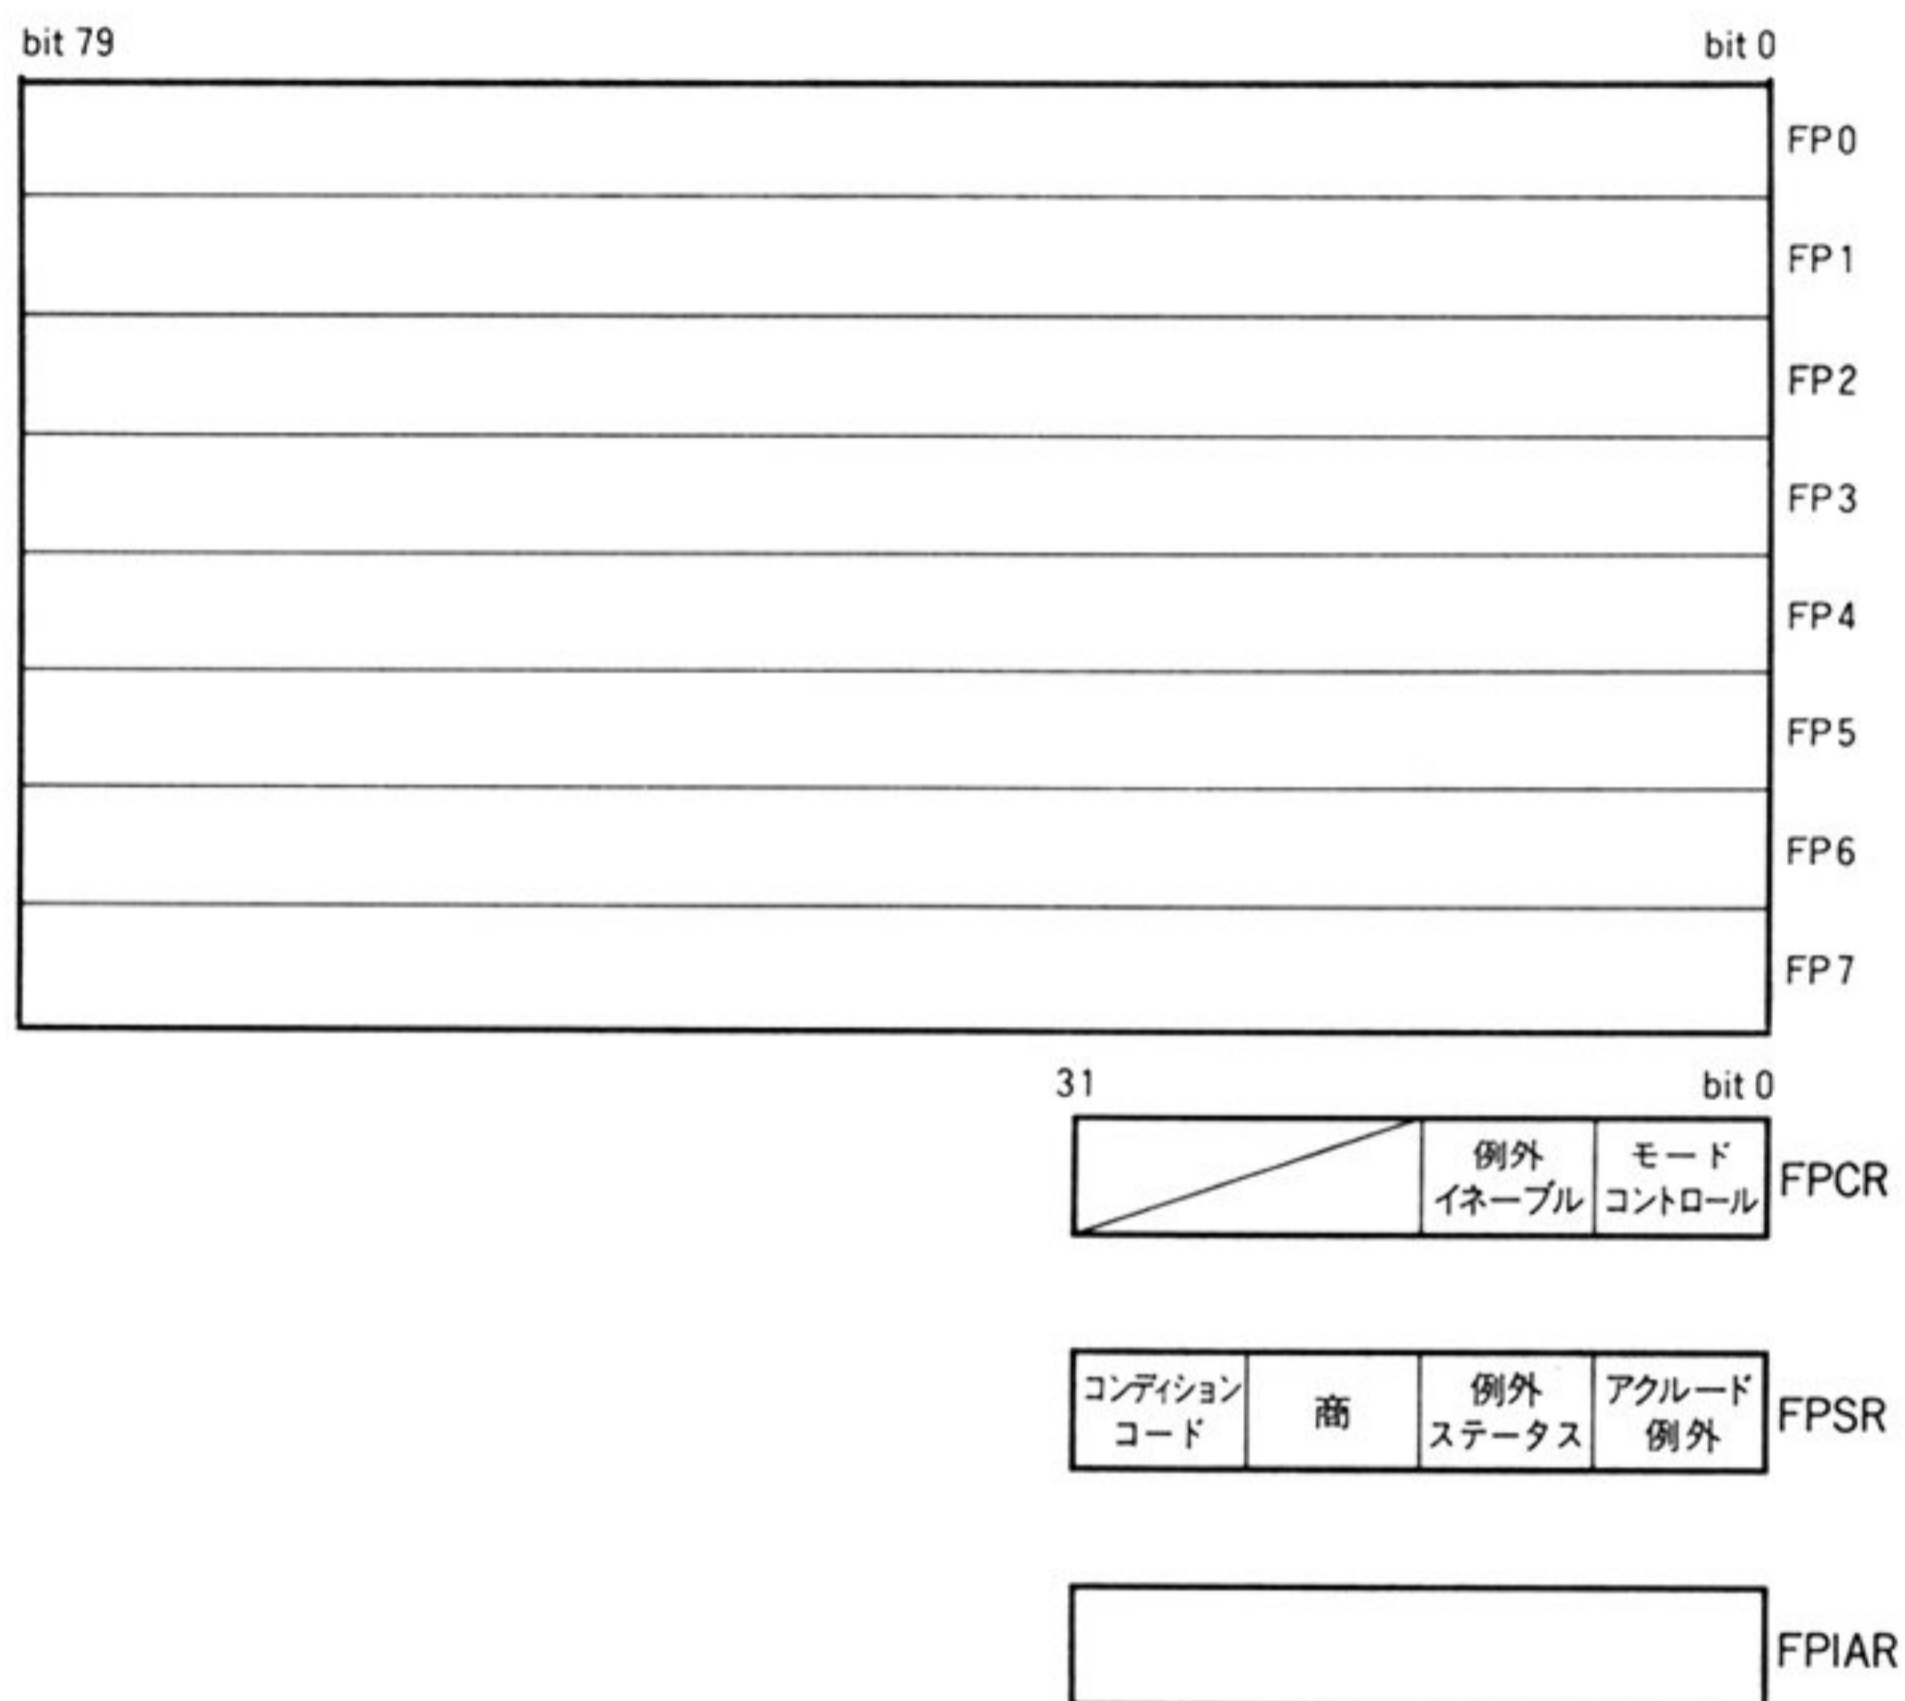 bit 79
bit 0
FP0
FP1
FP2
FP3
FP4
FP5
FP6
FP7
31
bit 0
例外
イネーブル
モード
コントロール
FPCR
コンディション
コード
商
例外
ステータス
アクルード
例外
FPSR
FPIAR